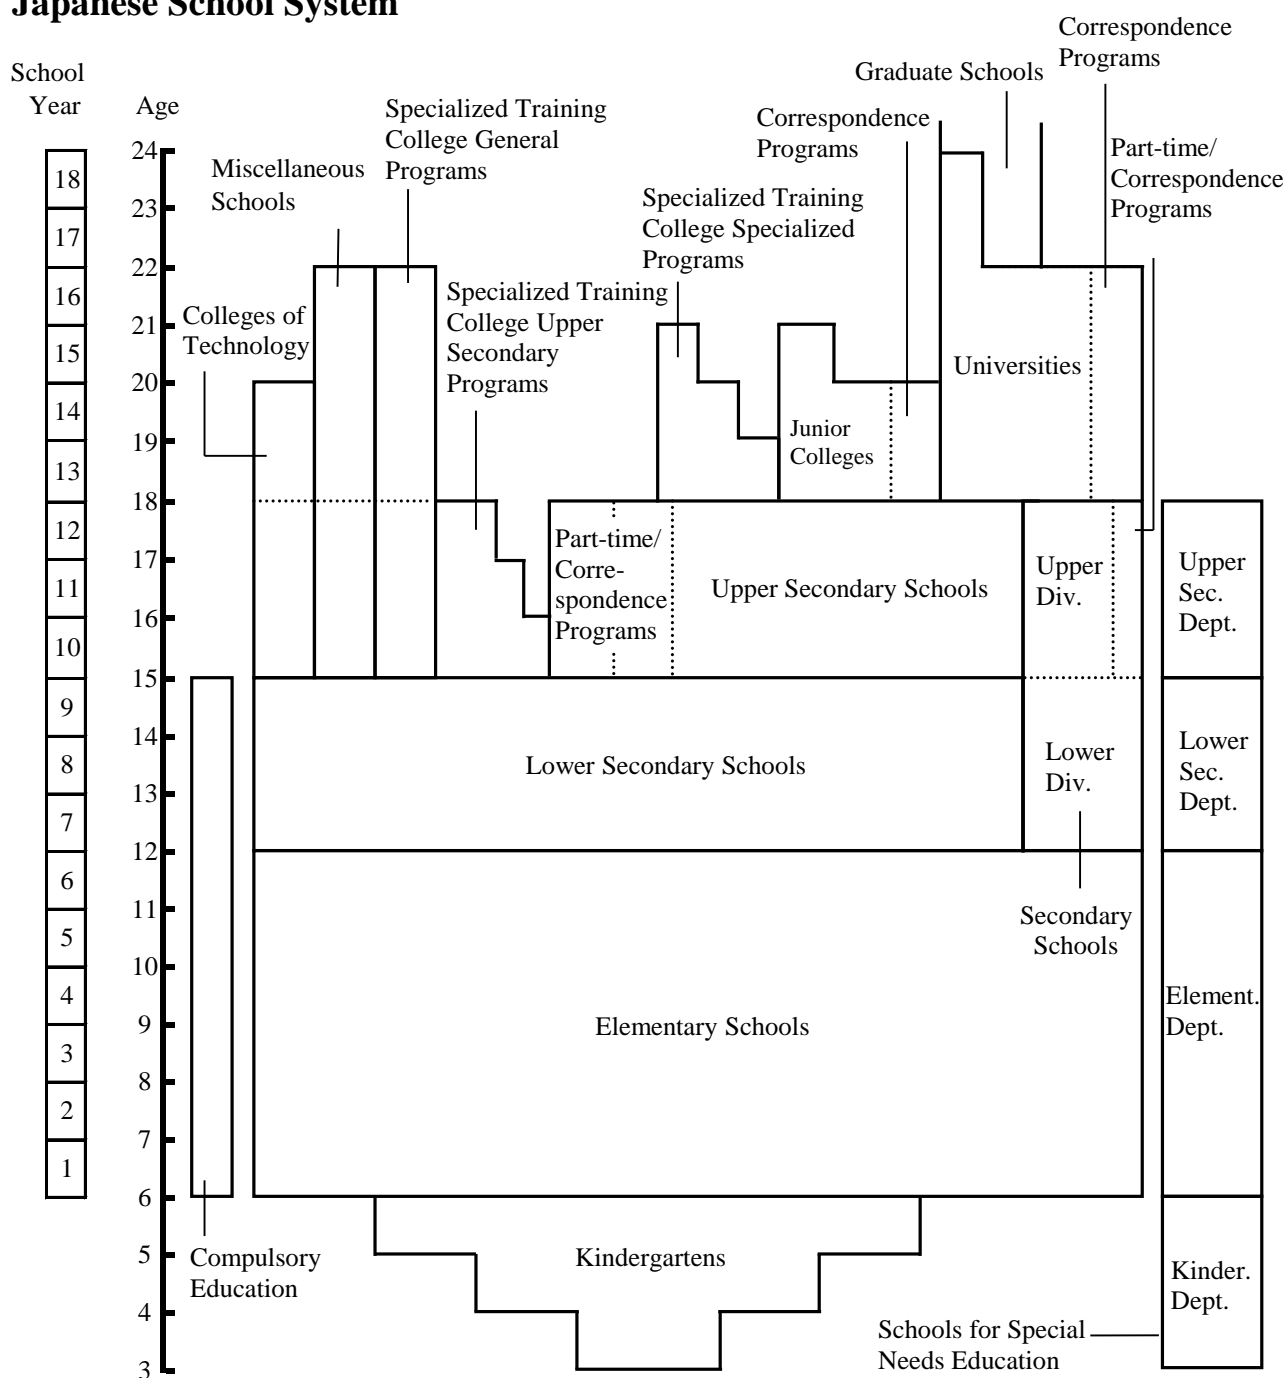 Japanese School System
School
Year
Age
Correspondence
Programs
Graduate Schools
Specialized Training
College General
Programs
Correspondence
Programs
Part-time/
Correspondence
Programs
Miscellaneous
Schools
Specialized Training
College Specialized
Programs
Specialized Training
College Upper
Secondary
Programs
Colleges of
Technology
Universities
Junior
Colleges
Part-time/
Corre-
spondence
Programs
Upper Secondary Schools
Upper
Div.
Upper
Sec.
Dept.
Lower Secondary Schools
Lower
Div.
Lower
Sec.
Dept.
Secondary
Schools
Elementary Schools
Element.
Dept.
Compulsory
Education
Kindergartens
Kinder.
Dept.
Schools for Special
Needs Education
18
17
16
15
14
13
12
11
10
9
8
7
6
5
4
3
2
1
24
23
22
21
20
19
18
17
16
15
14
13
12
11
10
9
8
7
6
5
4
3